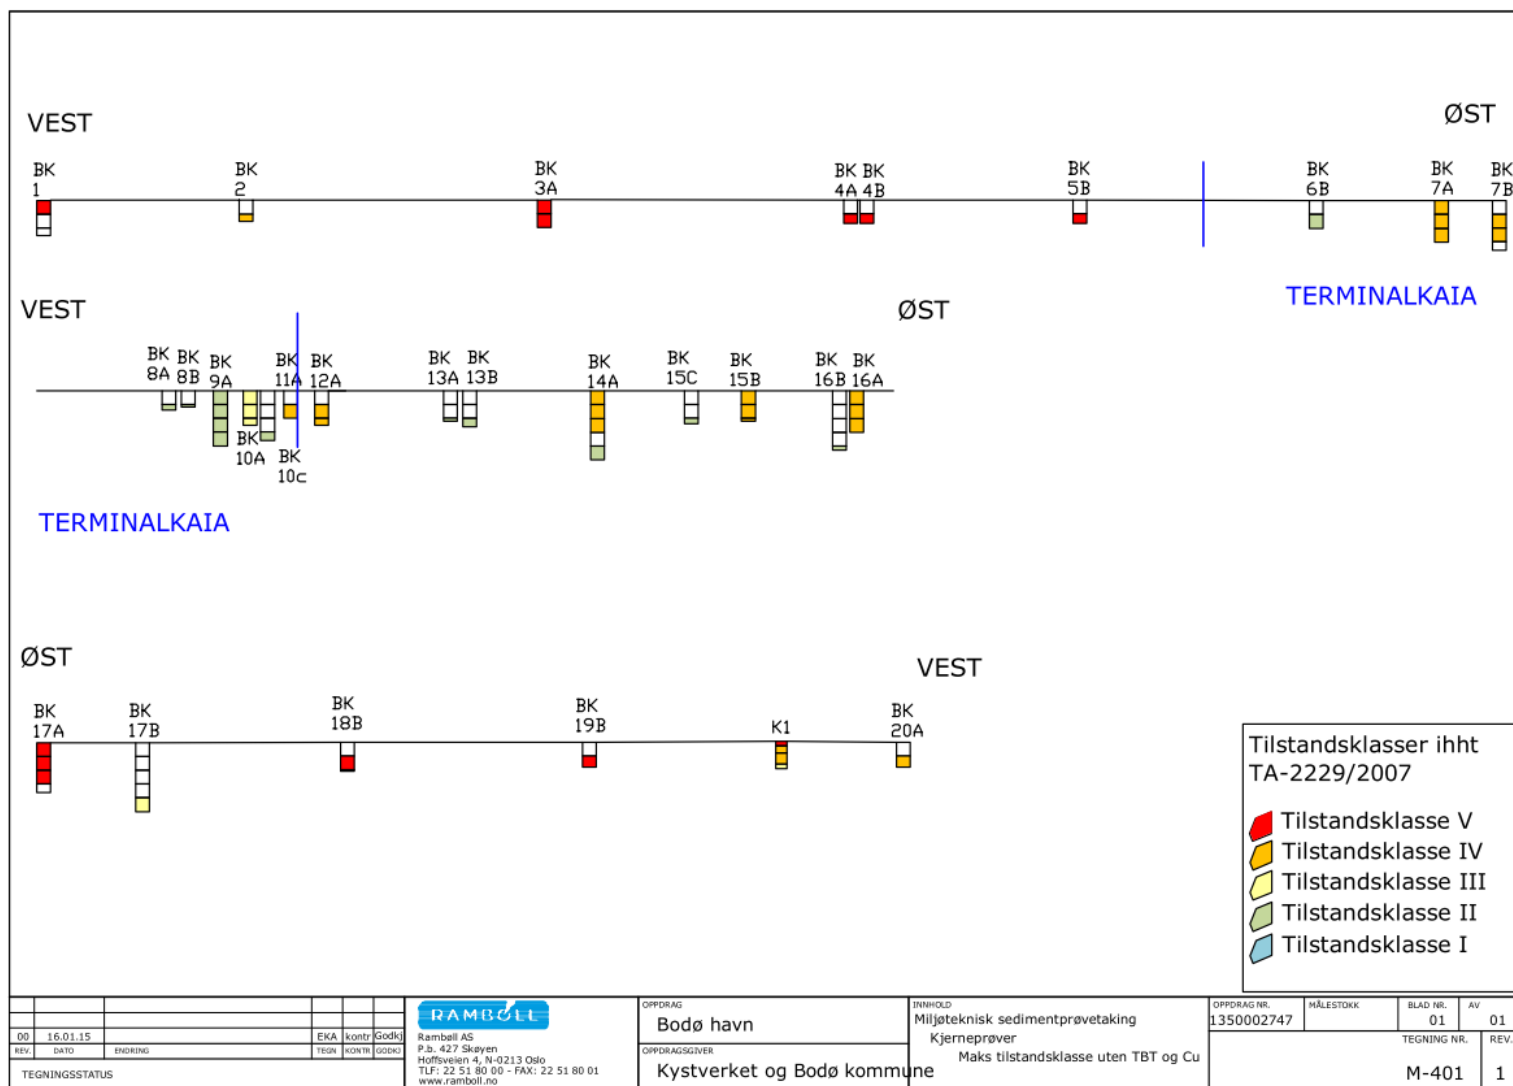 VEST
ØST
BK
1
BK
2
BK
3A
BK
4A
BK
4B
BK
5B
BK
6B
BK
7A
BK
7B
TERMINALKAIA
VEST
ØST
BK
8A
BK
8B
BK
9A
BK
10A
BK
10c
BK
11A
BK
12A
BK
13A
BK
13B
BK
14A
BK
15C
BK
15B
BK
16B
BK
16A
TERMINALKAIA
ØST
VEST
BK
17A
BK
17B
BK
18B
BK
19B
K1
BK
20A
Tilstandsklasser ihht
TA-2229/2007
Tilstandsklasse V
Tilstandsklasse IV
Tilstandsklasse III
Tilstandsklasse II
Tilstandsklasse I
00 16.01.15 EKA kontr Godkj
REV. DATO ENDRING TEGN KONTR GODKJ
TEGNINGSSTATUS
RAMBOLL
Rambøll AS
P.b. 427 Skøyen
Hoffsveien 4, N-0213 Oslo
TLF: 22 51 80 00 - FAX: 22 51 80 01
www.ramboll.no
OPPDRAG
Bodø havn
OPPDRAGSGIVER
Kystverket og Bodø kommune
INNHOLD
Miljøteknisk sedimentprøvetaking
Kjerneprøver
Maks tilstandsklasse uten TBT og Cu
OPPDRAG NR.
1350002747
MÅLESTOKK
BLAD NR.
01
AV
01
TEGNING NR.
M-401
REV.
1